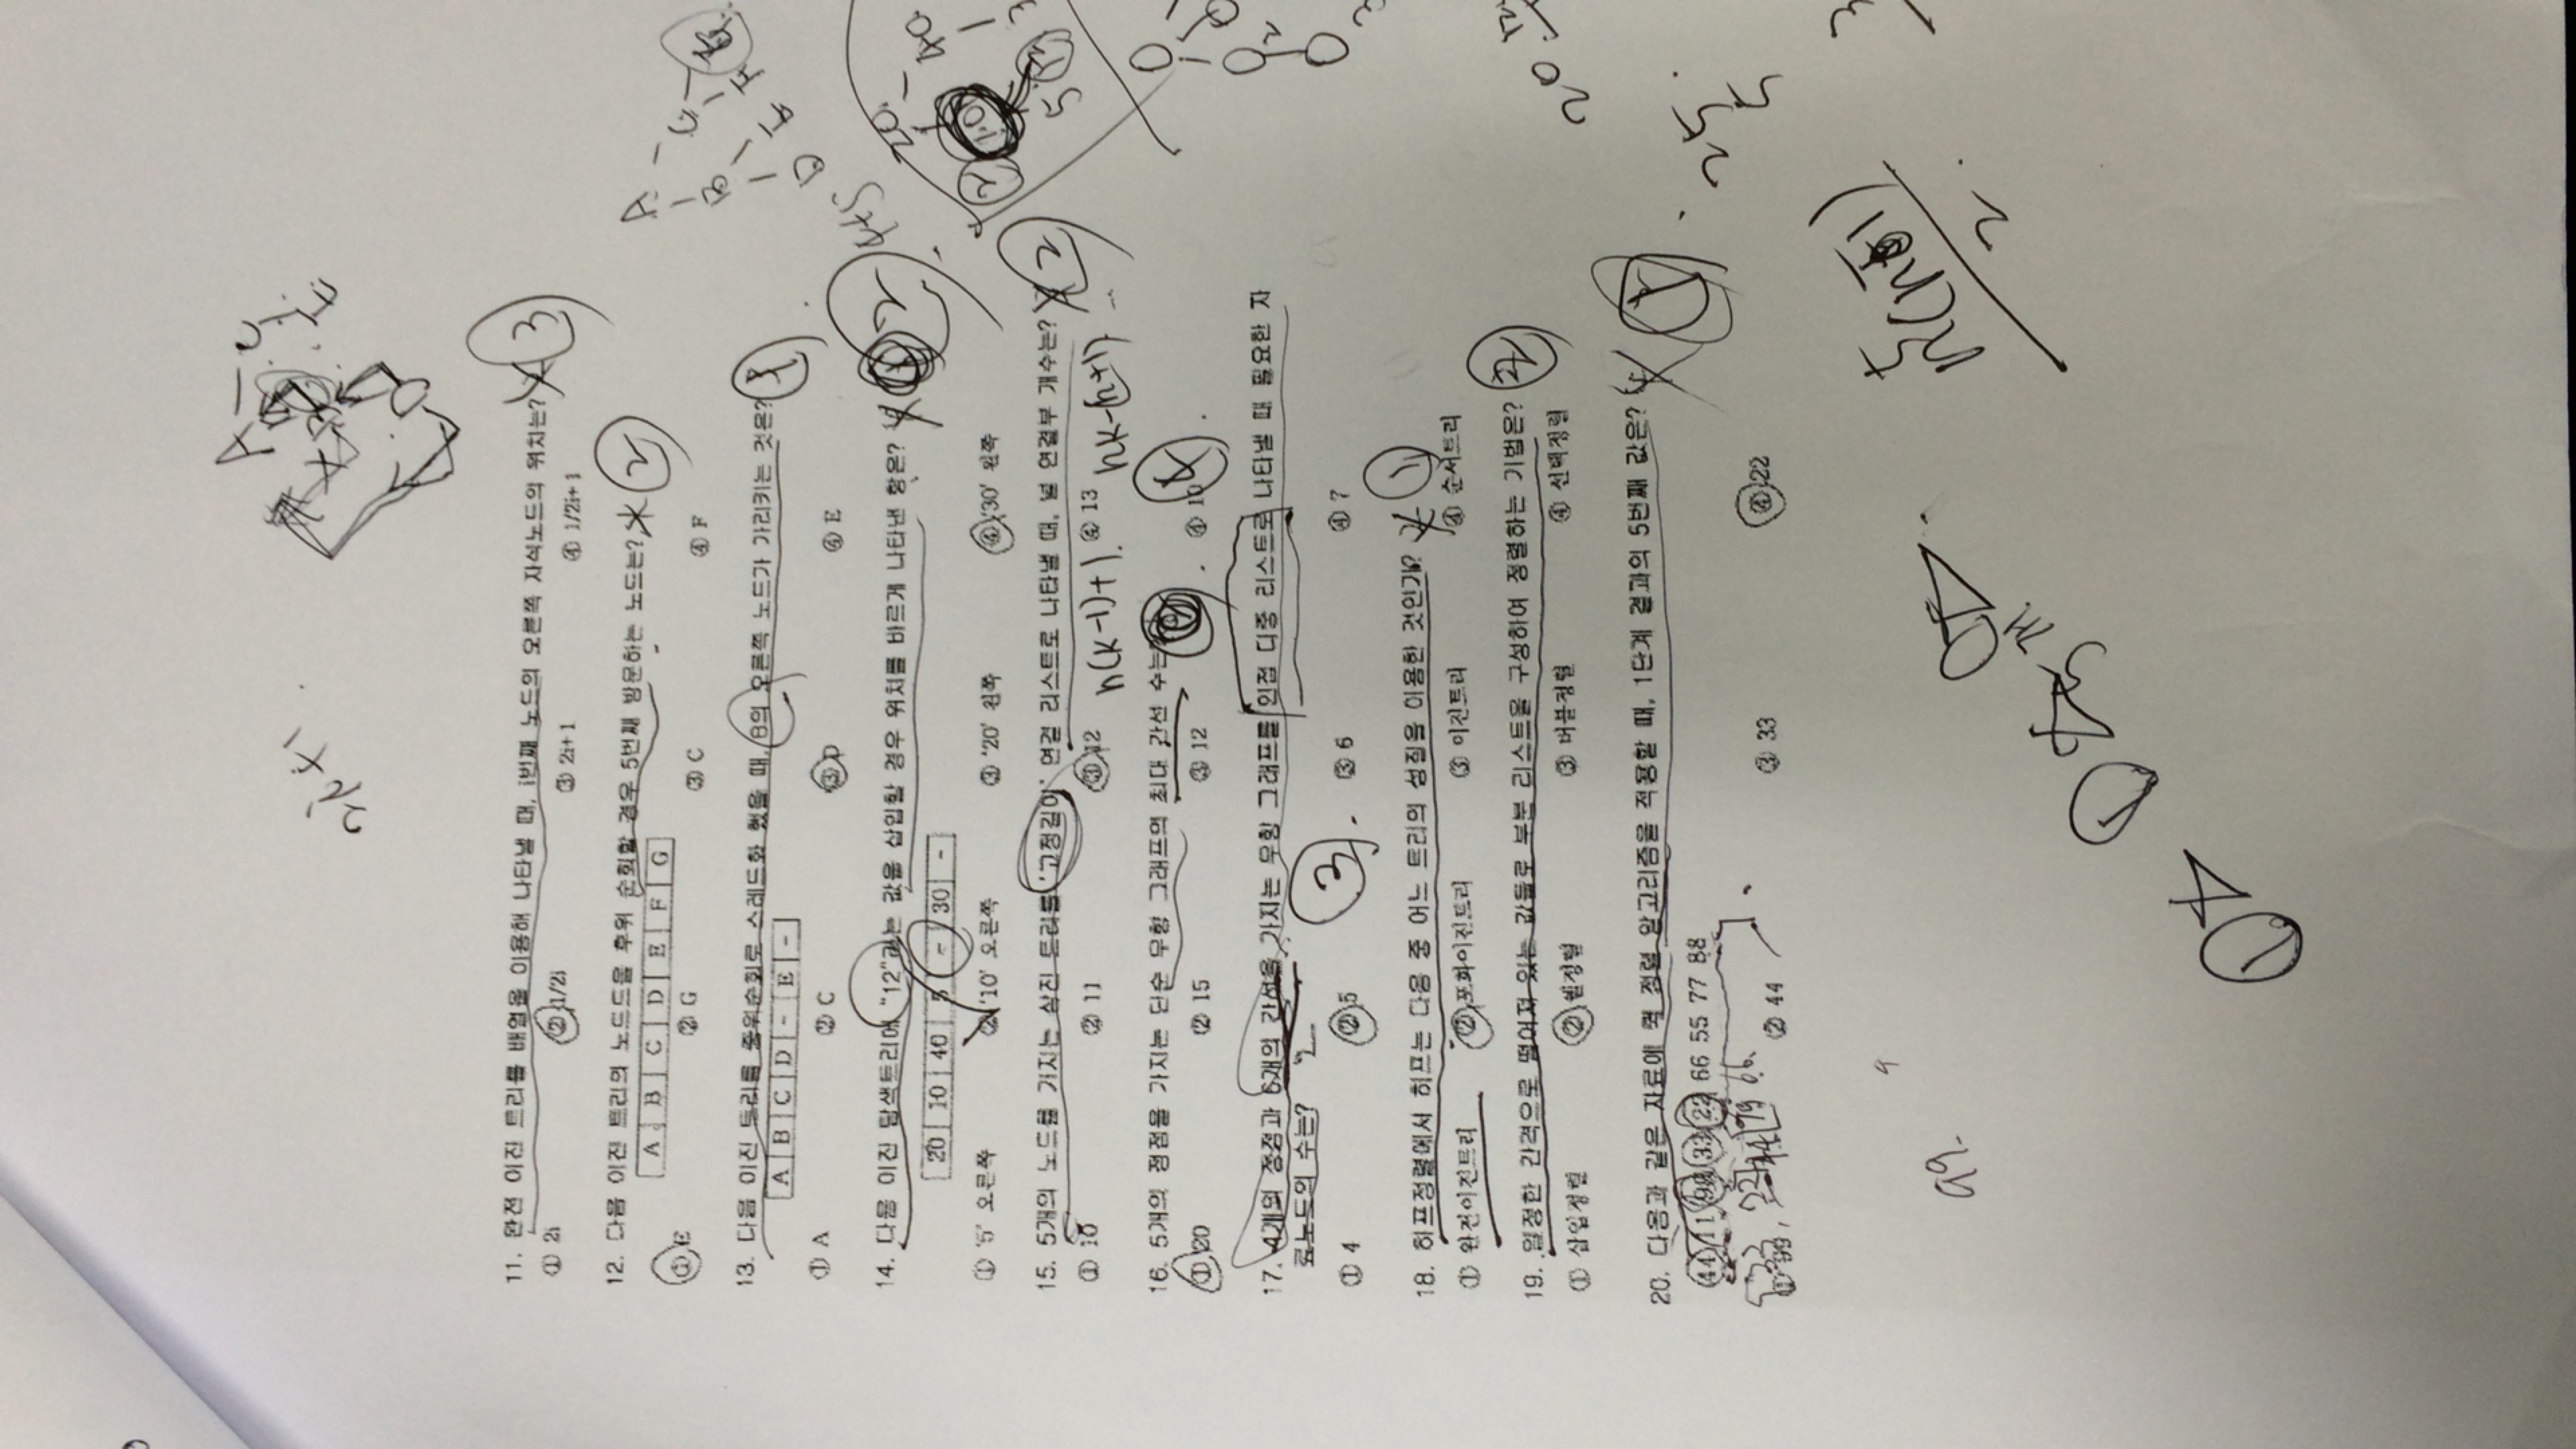 2i+1
A - C
E
D
11. 완전 이진 트리를 배열을 이용해 나타낼 때, i번째 노드의 오른쪽 자식노드의 위치는? ③
① 2i ② 1/2i ③ 2i+1 ④ 1/2i+1
12. 다음 이진 트리의 노드드을 후위 순회할 경우 5번째 방문하는 노드는? ②
A B C D E F G
① E ② G ③ C ④ F
13. 다음 이진 트리를 중위순회로 스레드화 했을 때, B의 오른쪽 노드가 가리키는 것은? ①
A B C D - E -
① A ② C ③ D ④ E
14. 다음 이진 탐색트리에 "12"라는 값을 삽입할 경우 위치를 바르게 나타낸 항은? ②
20 10 40 5 - 30 -
① '5' 오른쪽 ② '10' 오른쪽 ③ '20' 왼쪽 ④ '30' 왼쪽
15. 5개의 노드를 가지는 삼진 트리를 '고정길이' 연결 리스트로 나타낼 때, 널 연결부 개수는? ②
① 10 ② 11 ③ 12 ④ 13
n(k-1)+1. nk-(n+1)
16. 5개의 정점을 가지는 단순 무향 그래프의 최대 간선 수는? ④
① 20 ② 15 ③ 12 ④ 10
17. 4개의 정점과 6개의 간선을 가지는 무향 그래프를 인접 다중 리스트로 나타낼 때 필요한 자
료노드의 수는? ③
① 4 ② 5 ③ 6 ④ 7
18. 히프정렬에서 히프는 다음 중 어느 트리의 성질을 이용한 것인가? ①
① 완전이진트리 ② 포화이진트리 ③ 이진트리 ④ 순서트리
19. 일정한 간격으로 떨어져 있는 값들로 부분 리스트을 구성하여 정렬하는 기법은? ②
① 삽입정렬 ② 쉘정렬 ③ 버블정렬 ④ 선택정렬
20. 다음과 같은 자료에 퀵 정렬 알고리즘을 적용할 때, 1단계 결과의 5번째 값은? ①
44 11 99 33 22 66 55 77 88
① 99 ② 44 ③ 33 ④ 22
A
B C
D E F G
4+5
20
10 40
5 12 3
20
25
5
99
5개
2